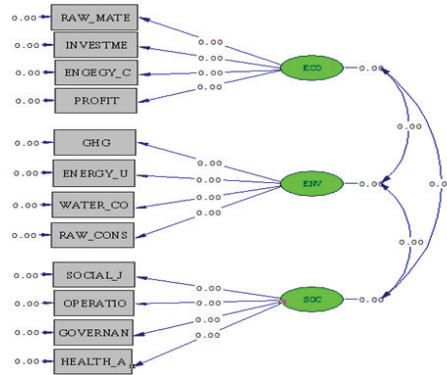 0.00 RAW_MATE 0.00
0.00 INVESTME 0.00
0.00 ENGEGY_C 0.00 ECO 0.00
0.00 PROFIT 0.00
0.00
0.00 GHG 0.00
0.00 ENERGY_U 0.00 ENV 0.00 0.0
0.00 WATER_CO 0.00
0.00 RAW_CONS 0.00
0.00
0.00 SOCIAL_J 0.00
0.00 OPERATIO 0.00 SOC 0.00
0.00 GOVERNAN 0.00
0.00 HEALTH_A 0.00